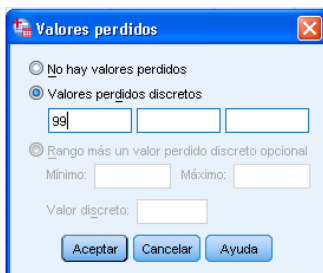 Valores perdidos
No hay valores perdidos
Valores perdidos discretos
99
Rango más un valor perdido discreto opcional
Mínimo: Máximo:
Valor discreto:
Aceptar Cancelar Ayuda